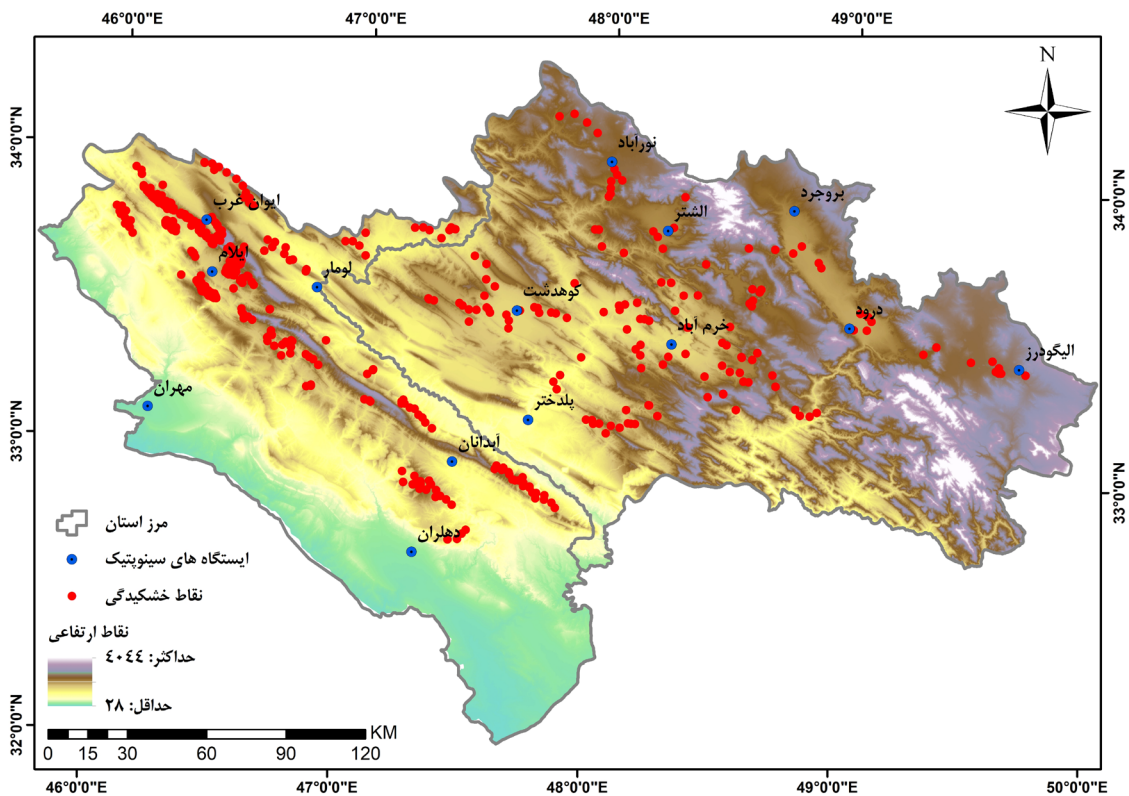 46°0'0"E 47°0'0"E 48°0'0"E 49°0'0"E
N
34°0'0"N
34°0'0"N
33°0'0"N
33°0'0"N
32°0'0"N
نورآباد
بروجرد
الشتر
ایوان غرب
ایلام
لومار
کوهدشت
خرم آباد
درود
الیگودرز
مهران
پلدختر
آبدانان
دهلران
مرز استان
ایستگاه های سینوپتیک
نقاط خشکیدگی
نقاط ارتفاعی
حداکثر: ٤٠٤٤
حداقل: ٢٨
KM
0 15 30 60 90 120
46°0'0"E 47°0'0"E 48°0'0"E 49°0'0"E 50°0'0"E